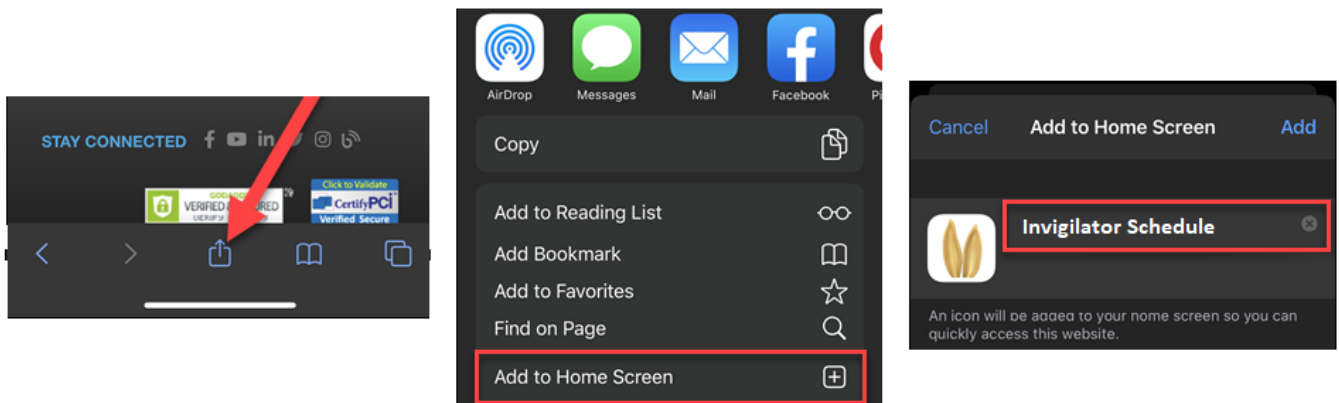 STAY CONNECTED
Click to Validate
CertifyPCI
VERIFIED
Verified Secure
AirDrop
Messages
Mail
Facebook
Pi
Copy
Add to Reading List
Add Bookmark
Add to Favorites
Find on Page
Add to Home Screen
Cancel
Add to Home Screen
Add
Invigilator Schedule
An icon will be added to your home screen so you can
quickly access this website.